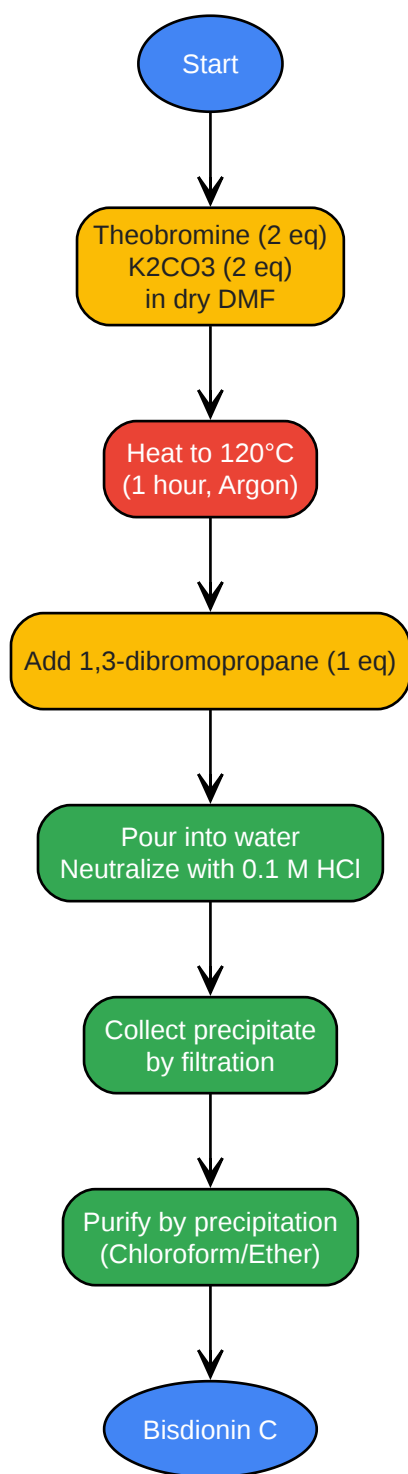 Start
Theobromine (2 eq)
K2CO3 (2 eq)
in dry DMF
Heat to 120°C
(1 hour, Argon)
Add 1,3-dibromopropane (1 eq)
Pour into water
Neutralize with 0.1 M HCl
Collect precipitate
by filtration
Purify by precipitation
(Chloroform/Ether)
Bisdionin C